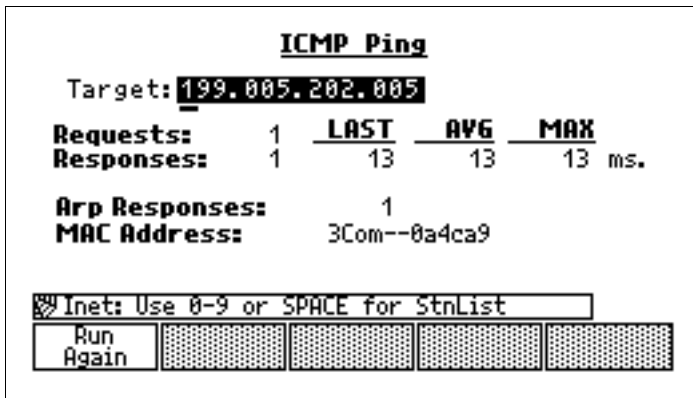 ICMP Ping
Target: 199.005.202.005
Requests: 1 LAST AVG MAX
Responses: 1 13 13 13 ms.
Arp Responses: 1
MAC Address: 3Com--0a4ca9
Inet: Use 0-9 or SPACE for StnList
Run
Again